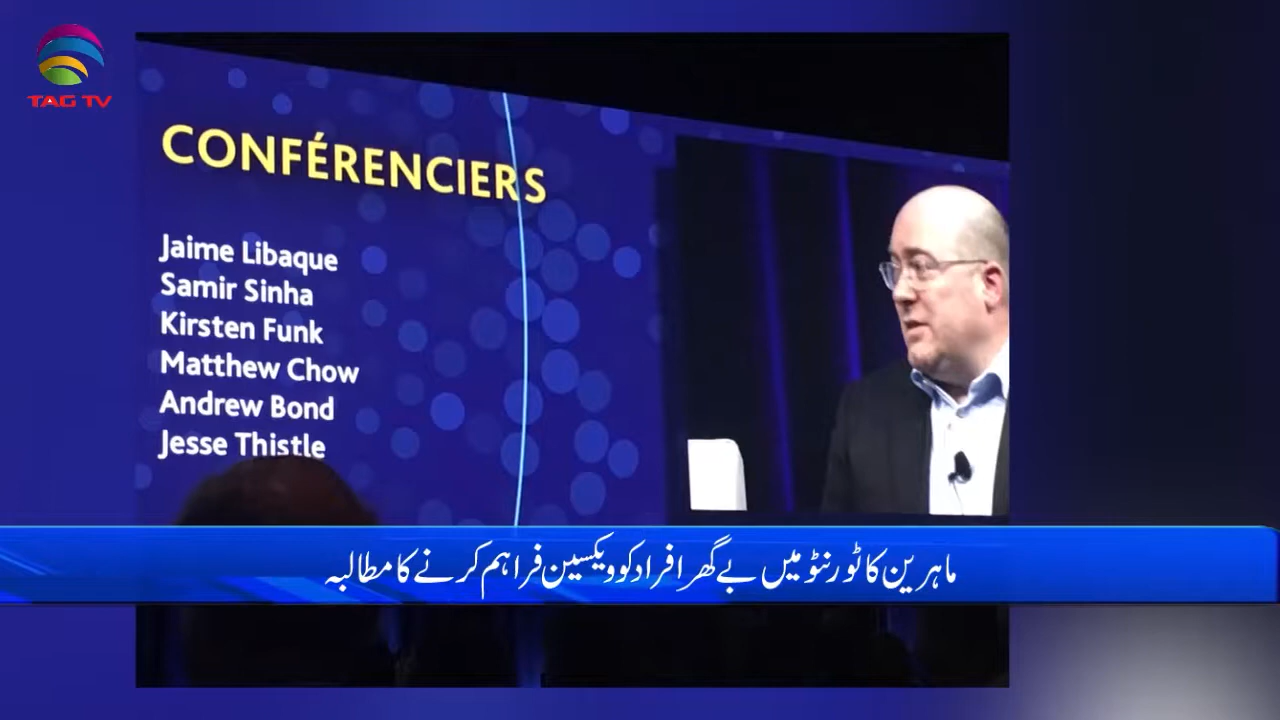 TAG TV
CONFÉRENCIERS
Jaime Libaque
Samir Sinha
Kirsten Funk
Matthew Chow
Andrew Bond
Jesse Thistle
ماہرین کا ٹورنٹو میں بے گھر افراد کو ویکسین فراہم کرنے کا مطالبہ